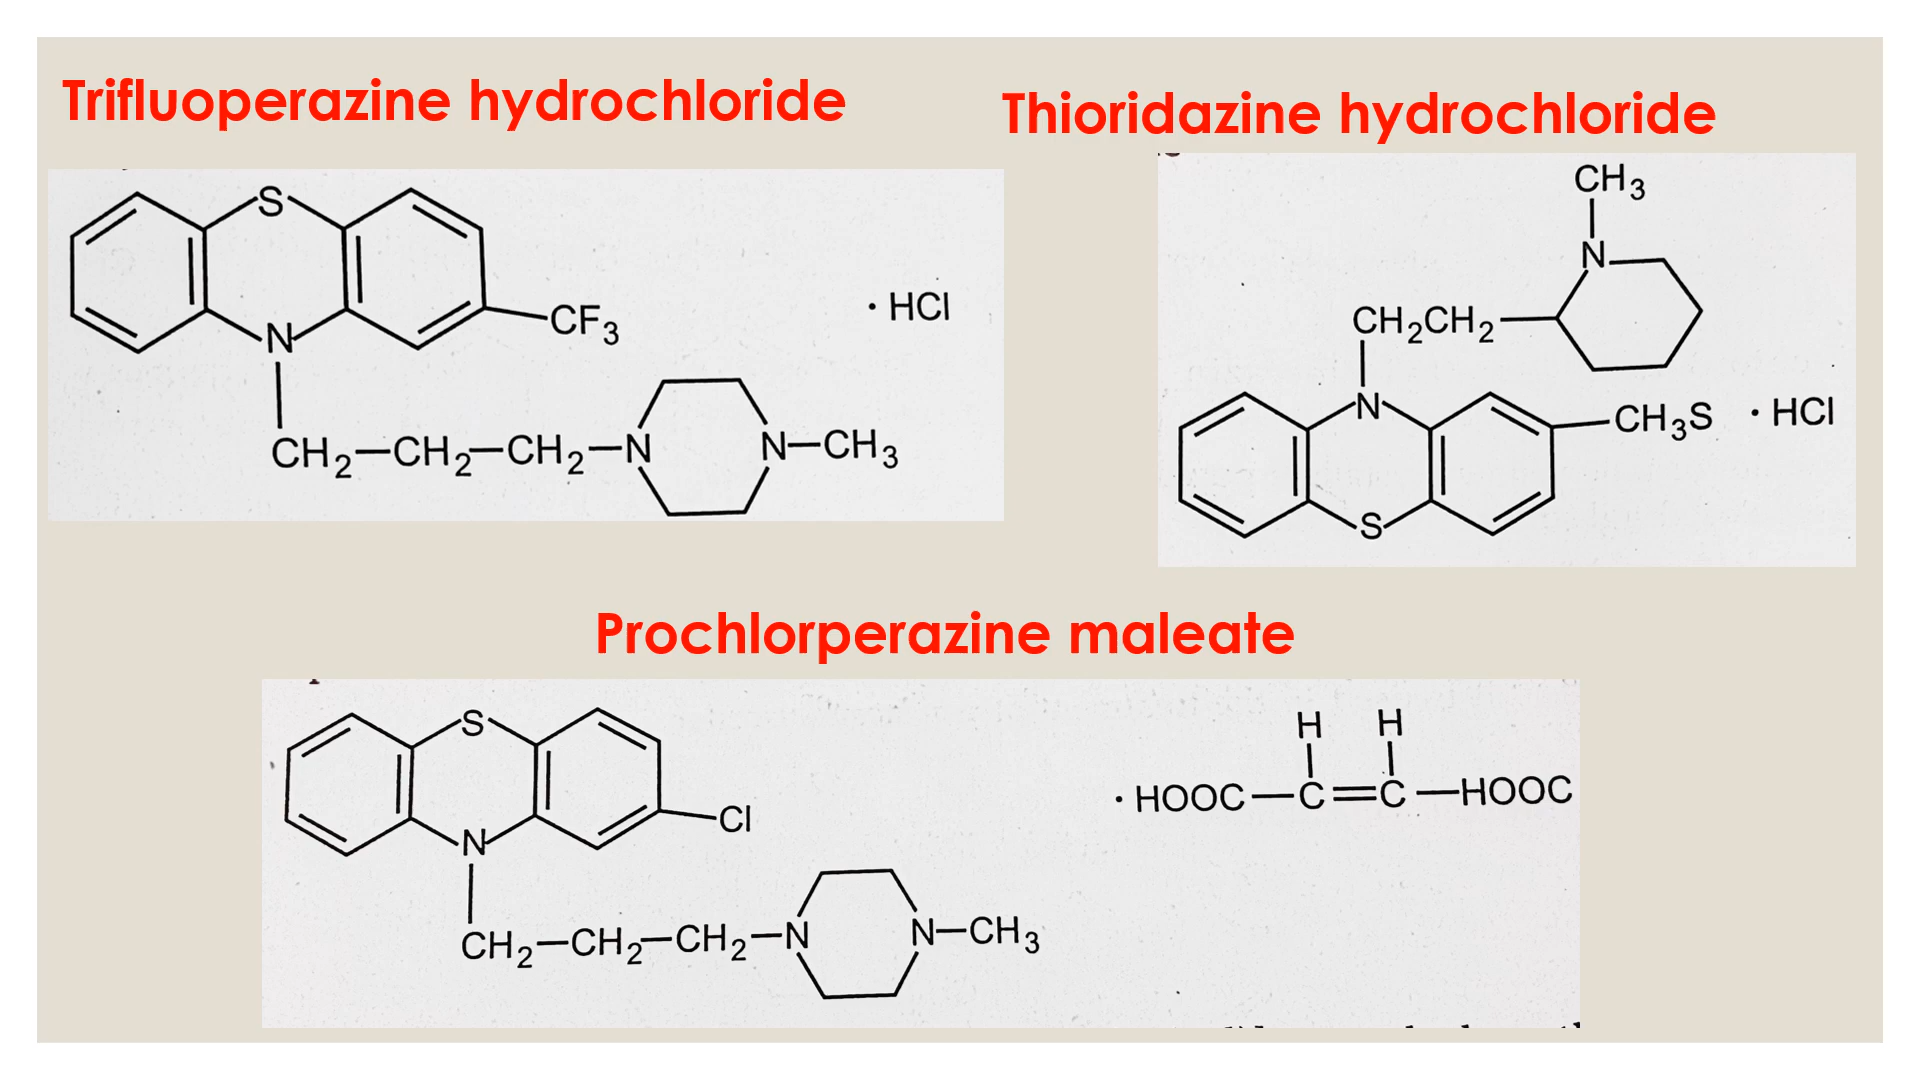 Trifluoperazine hydrochloride
S
N
CF3
· HCl
CH2—CH2—CH2—N
N—CH3
Thioridazine hydrochloride
CH3
N
CH2CH2
N
CH3S
· HCl
S
Prochlorperazine maleate
S
N
Cl
CH2—CH2—CH2—N
N—CH3
H H
· HOOC—C=C—HOOC